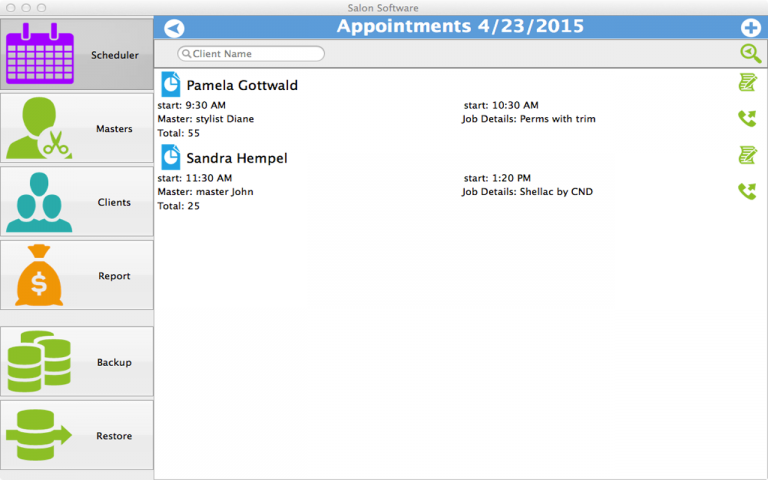 Salon Software
Scheduler
Masters
Clients
Report
Backup
Restore
Appointments 4/23/2015
Client Name
Pamela Gottwald
start: 9:30 AM start: 10:30 AM
Master: stylist Diane Job Details: Perms with trim
Total: 55
Sandra Hempel
start: 11:30 AM start: 1:20 PM
Master: master John Job Details: Shellac by CND
Total: 25